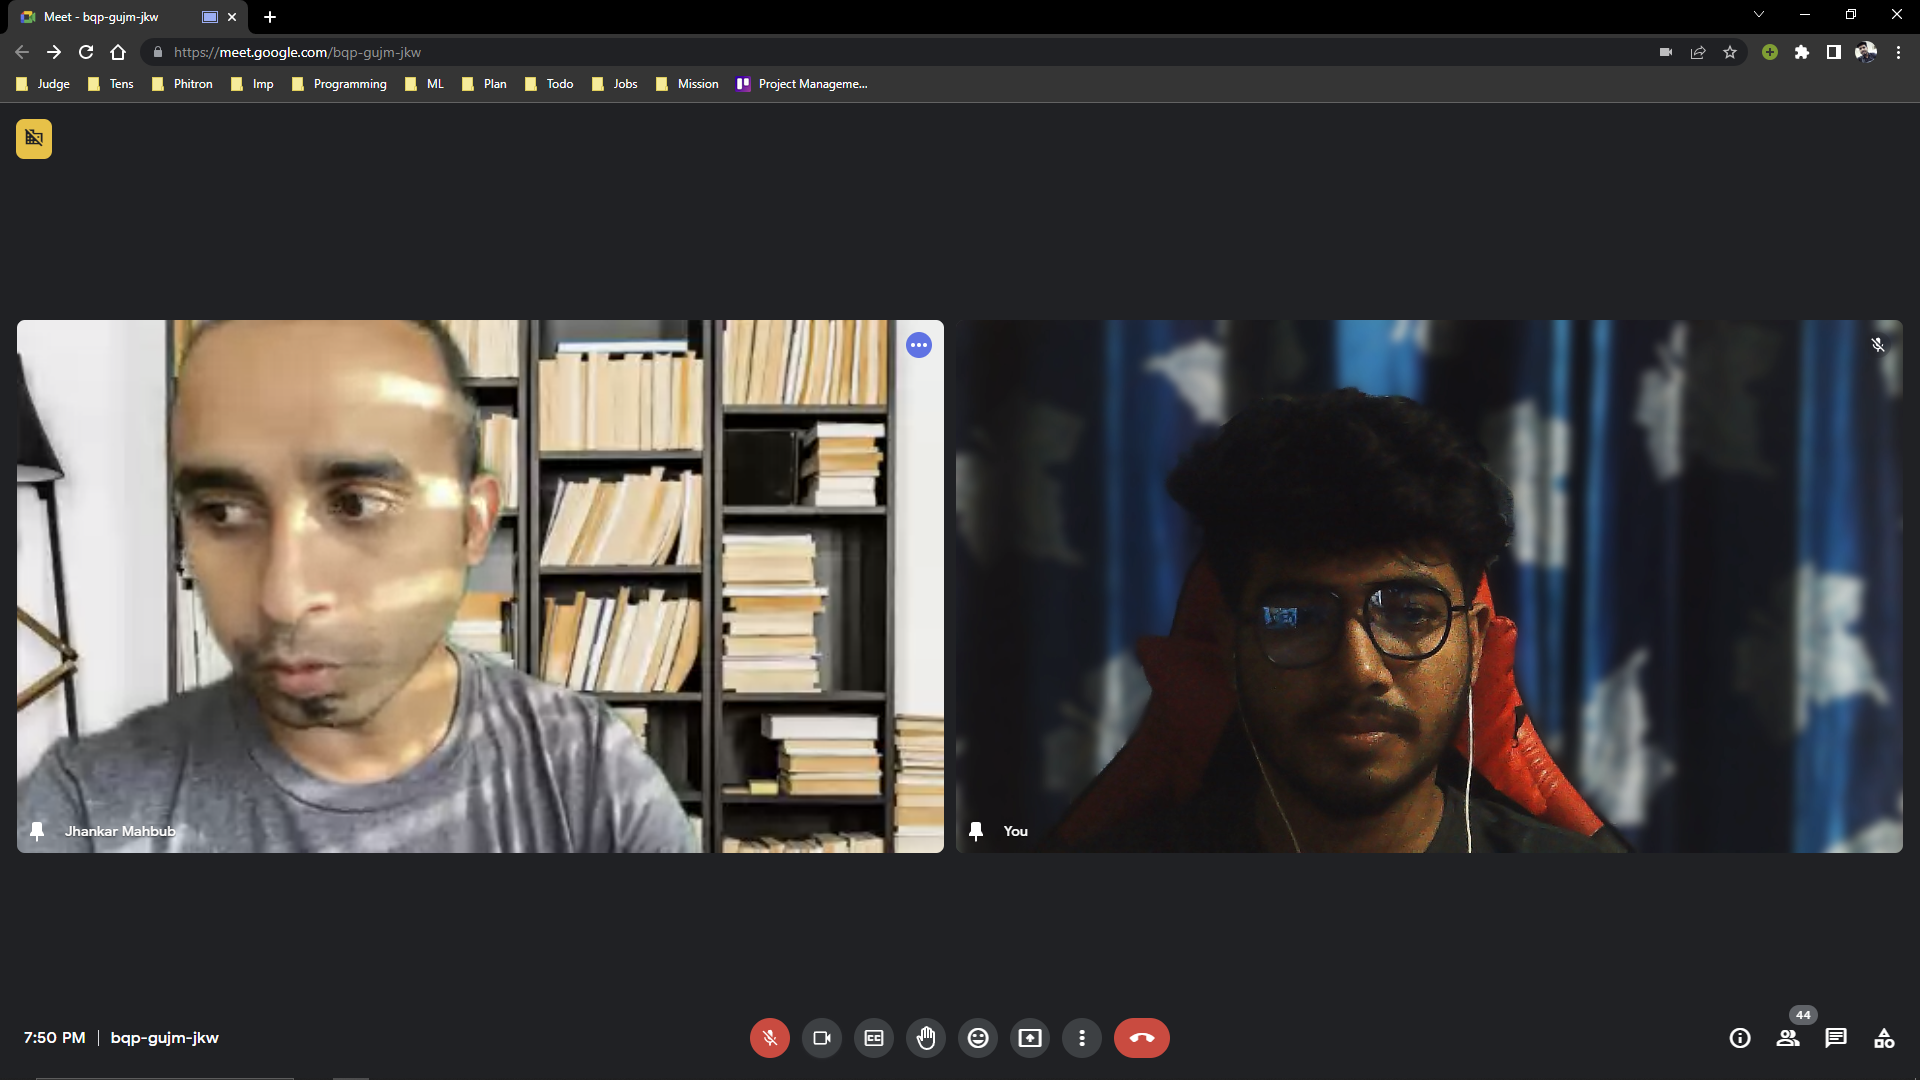 Meet - bqp-gujm-jkw
https://meet.google.com/bqp-gujm-jkw
Judge Tens Phitron Imp Programming ML Plan Todo Jobs Mission Project Manageme...
Jhankar Mahbub
You
44
7:50 PM | bqp-gujm-jkw